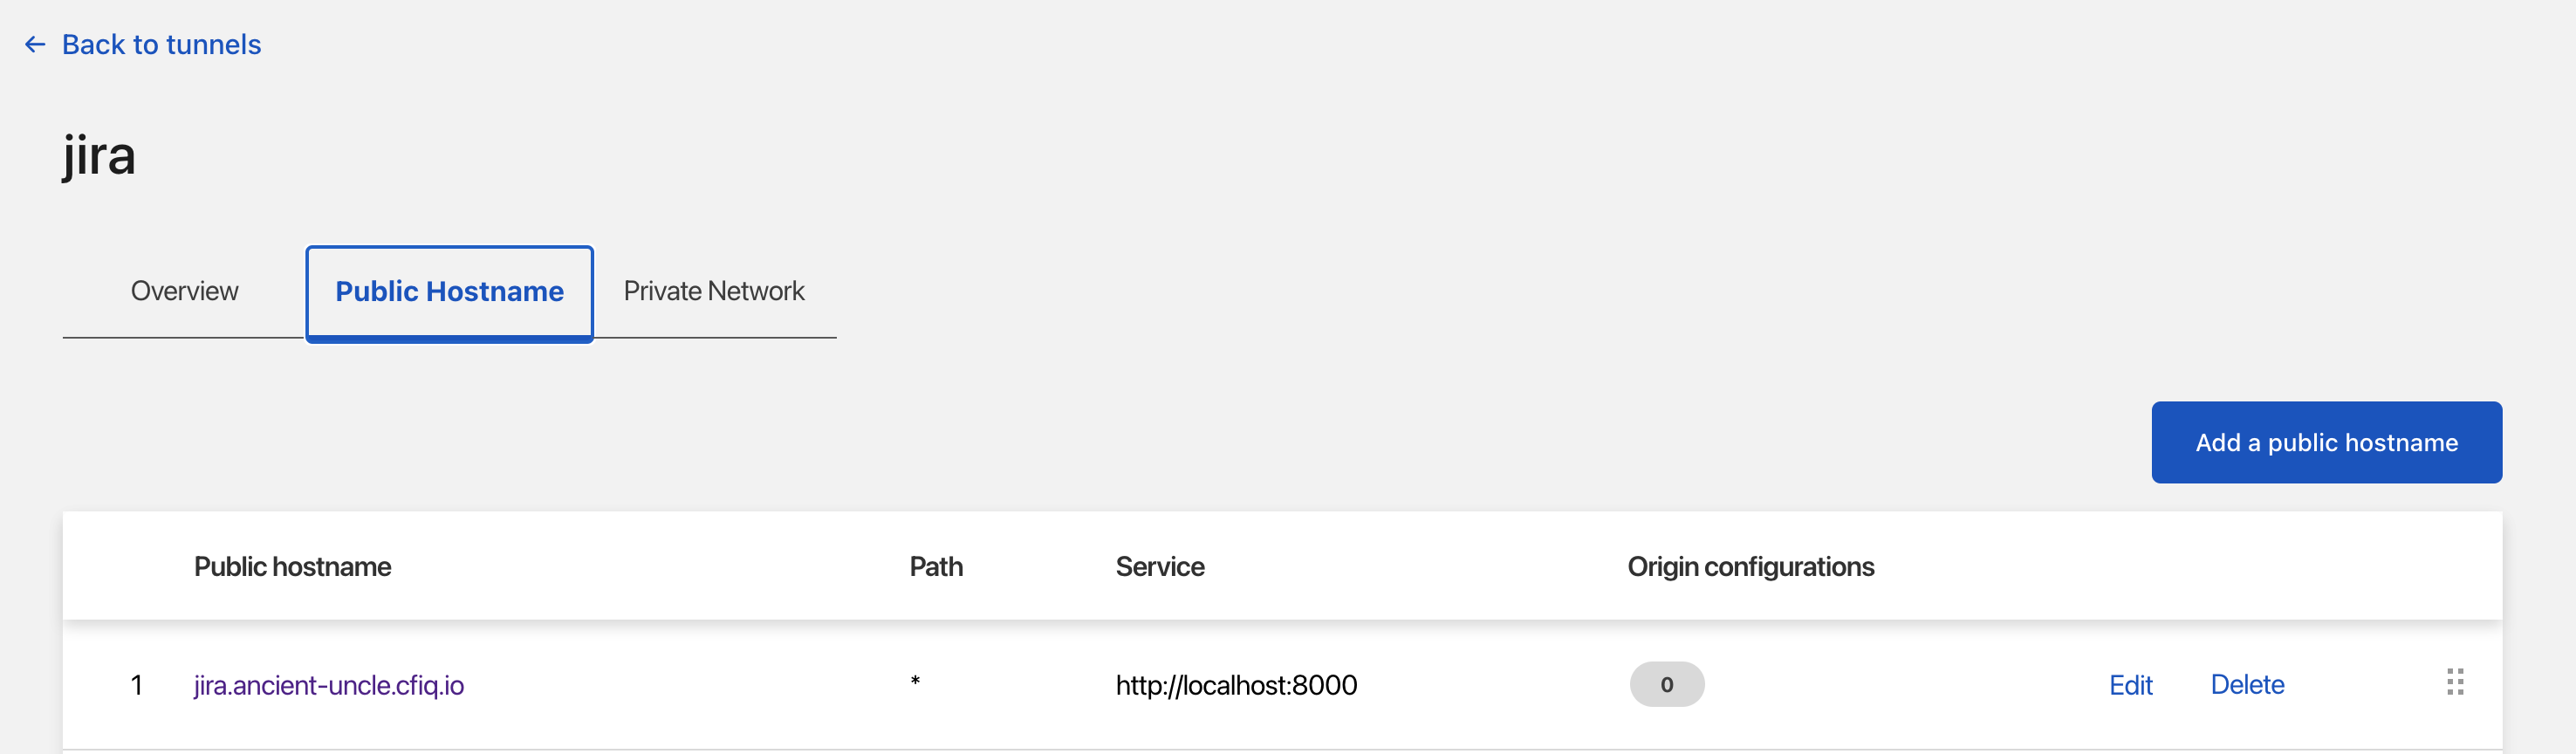 ← Back to tunnels
jira
Overview Public Hostname Private Network
Add a public hostname
Public hostname Path Service Origin configurations
1 jira.ancient-uncle.cfiq.io * http://localhost:8000 0 Edit Delete